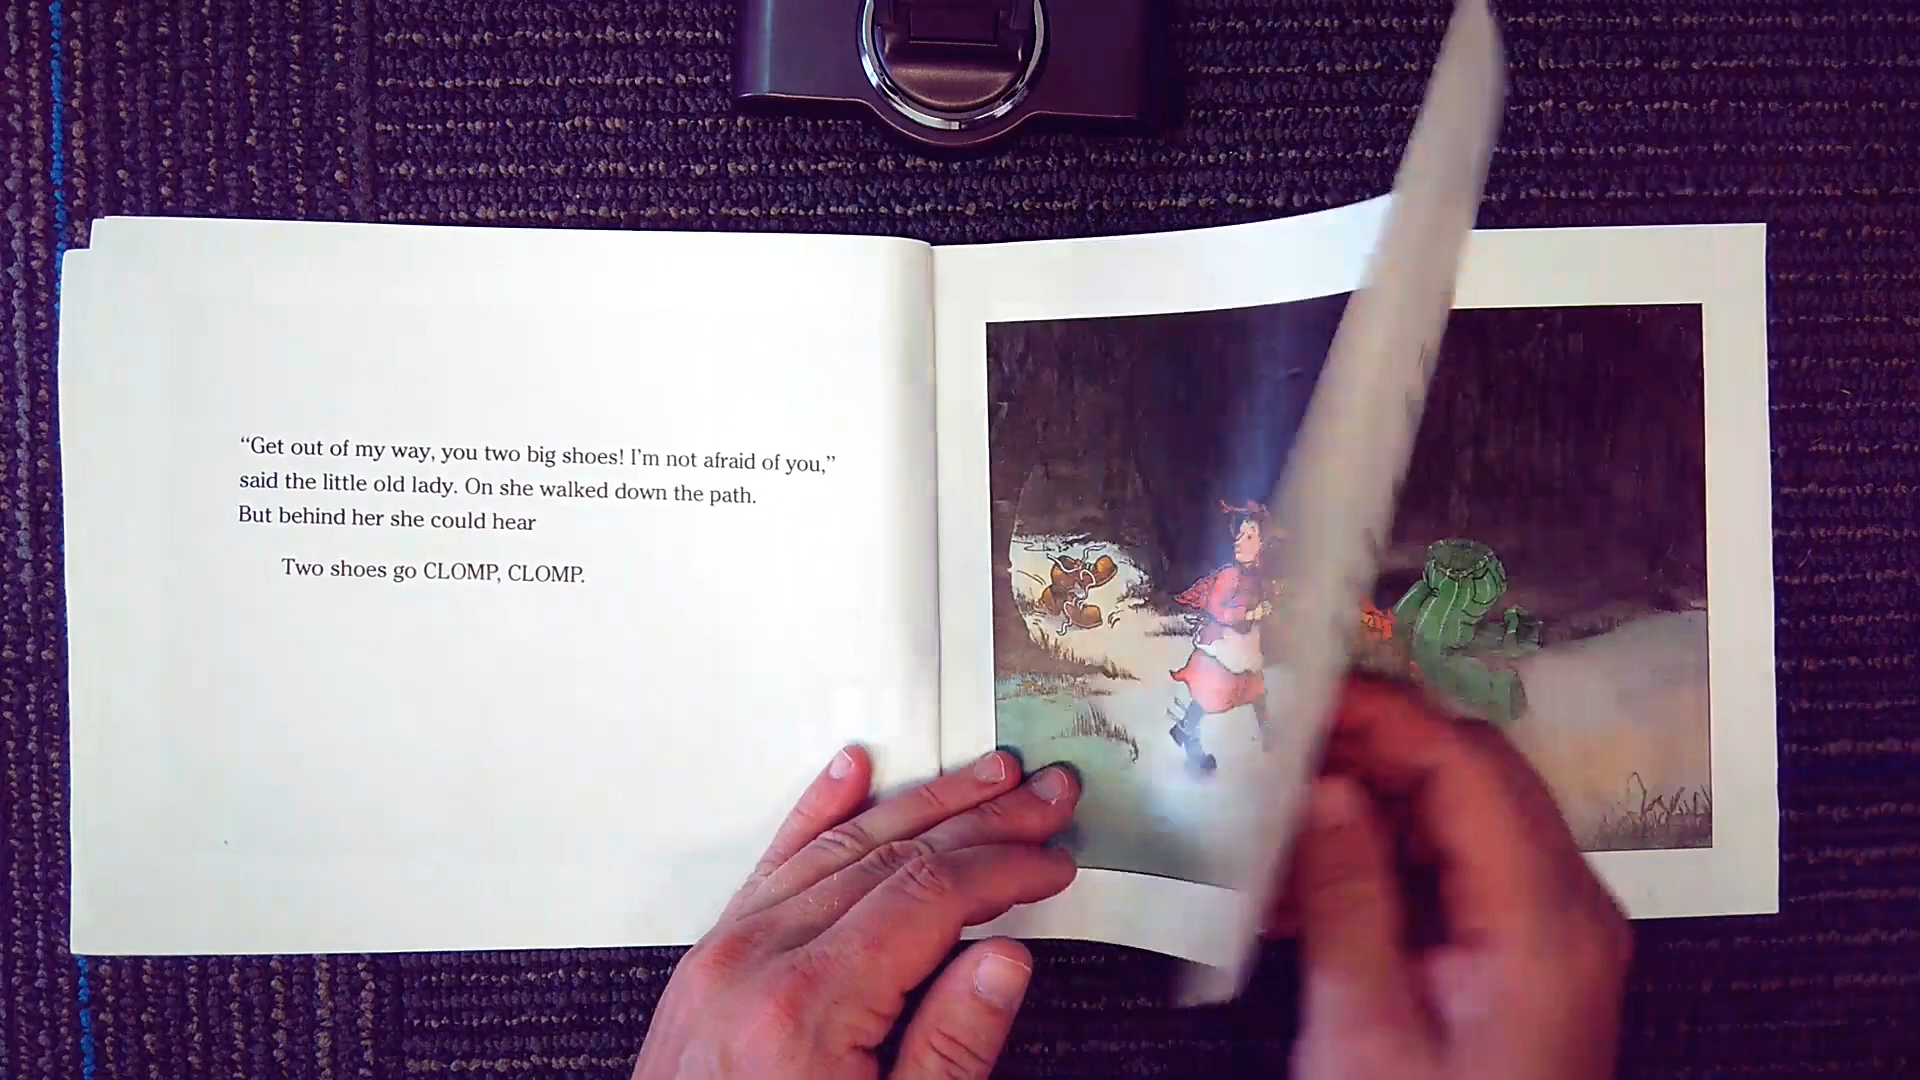 “Get out of my way, you two big shoes! I’m not afraid of you,”
said the little old lady. On she walked down the path.
But behind her she could hear
Two shoes go CLOMP, CLOMP.